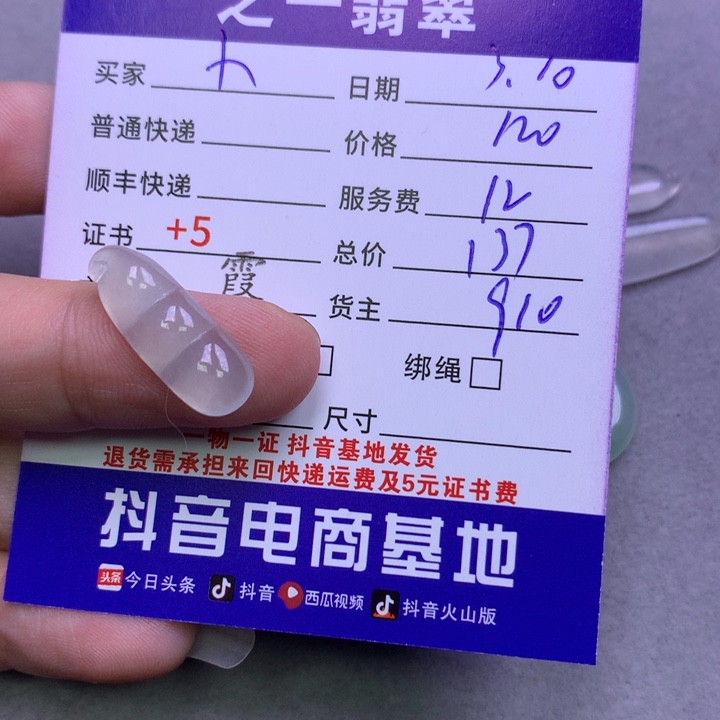 之一翡翠
买家 大 日期 5.10
普通快递 价格 120
顺丰快递 服务费 12
证书 +5 总价 137
霞 货主 910
绑绳
尺寸
一物一证 抖音基地发货
退货需承担来回快递运费及5元证书费
抖音电商基地
头条 今日头条 抖音 西瓜视频 抖音火山版